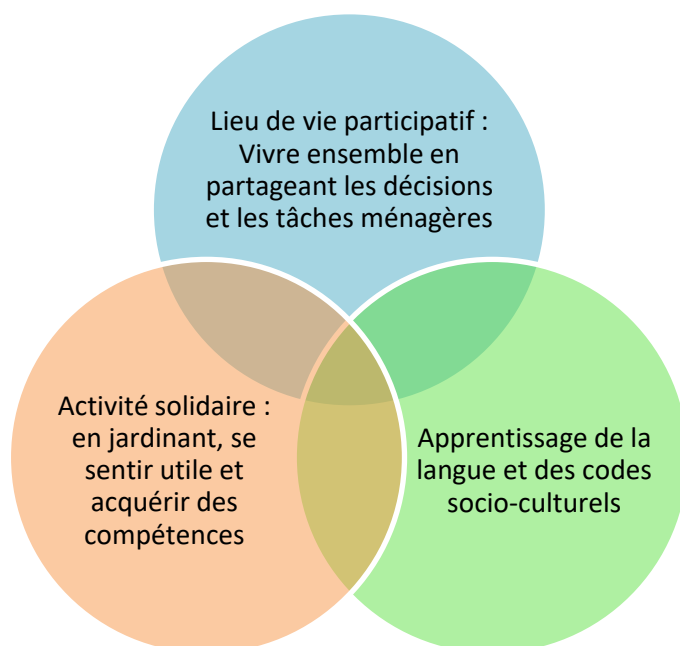 Lieu de vie participatif :
Vivre ensemble en
partageant les décisions
et les tâches ménagères
Activité solidaire :
en jardinant, se
sentir utile et
acquérir des
compétences
Apprentissage de la
langue et des codes
socio-culturels